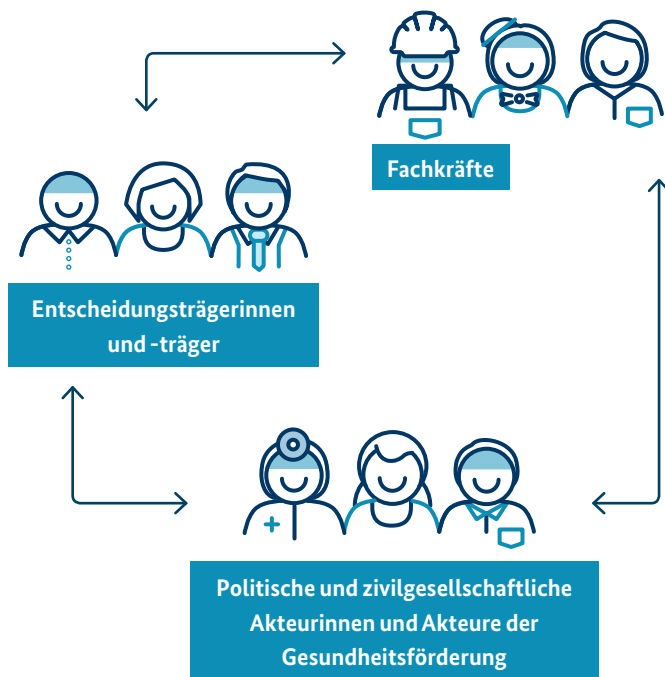 Fachkräfte
Entscheidungsträgerinnen
und -träger
Politische und zivilgesellschaftliche
Akteurinnen und Akteure der
Gesundheitsförderung